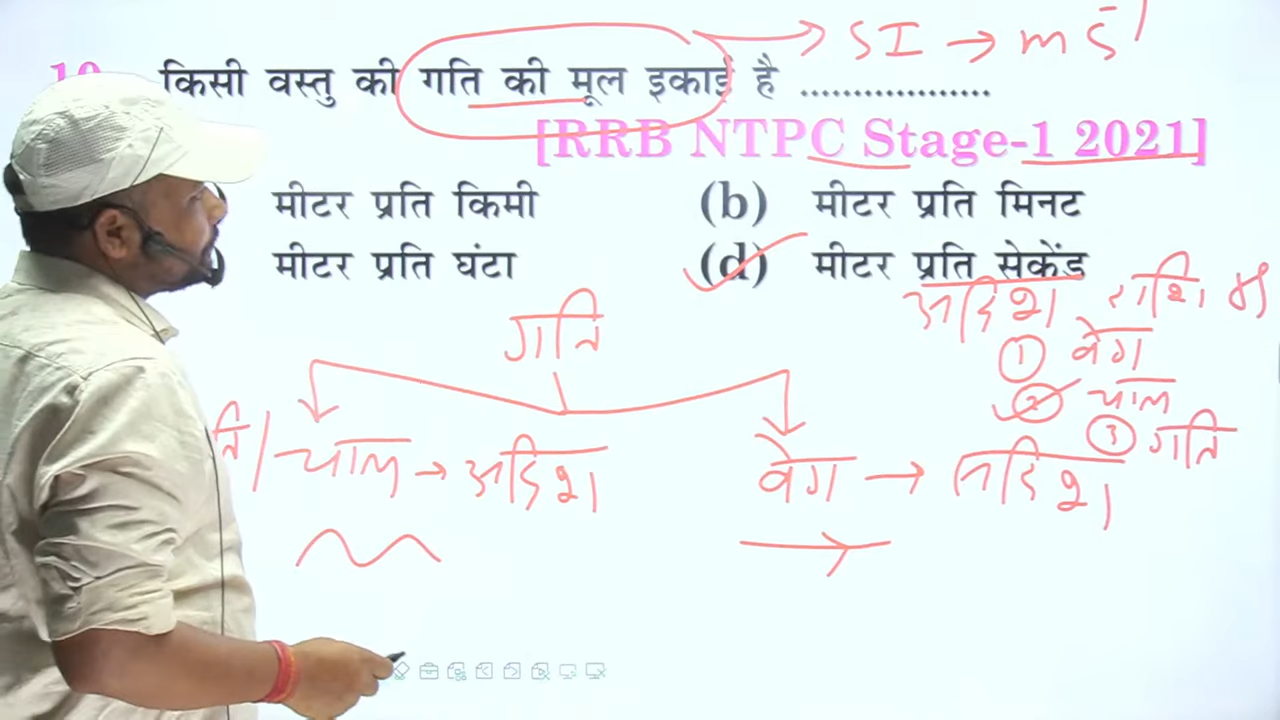 SI → ms⁻¹
10. किसी वस्तु की गति की मूल इकाई है ..................
[RRB NTPC Stage-1 2021]
मीटर प्रति किमी (b) मीटर प्रति मिनट
मीटर प्रति घंटा (d) मीटर प्रति सेकेंड
अदिश राशि है
① वेग
② चाल
③ गति
गति
ति / चाल → अदिश
वेग → सदिश